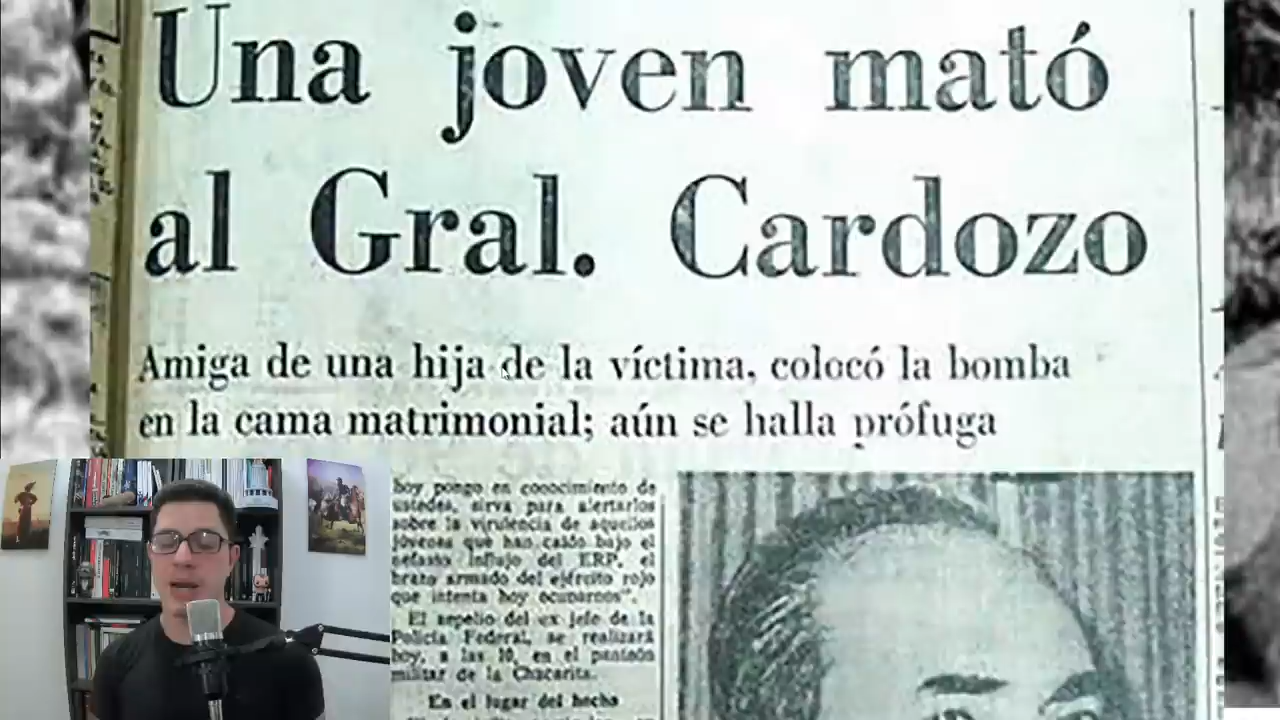 Una joven mató
al Gral. Cardozo
Amiga de una hija de la víctima, colocó la bomba
en la cama matrimonial; aún se halla prófuga
hoy pongo en conocimiento de
ustedes, sirva para alertarlos
sobre la virulencia de aquellos
jóvenes que han caído bajo el
nefasto influjo del ERP, el
brazo armado del ejército rojo
que intenta hoy ocuparnos".
El sepelio del ex jefe de la
Policía Federal, se realizará
hoy, a las 10, en el panteón
militar de la Chacarita.
En el lugar del hecho